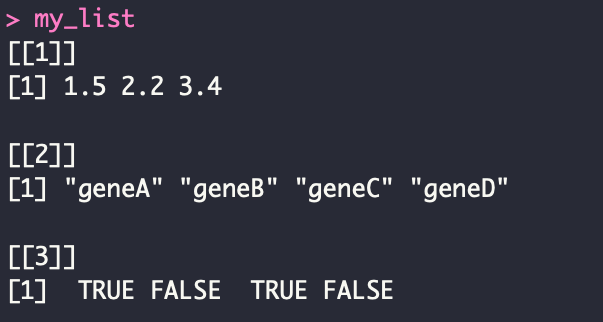 > my_list
[[1]]
[1] 1.5 2.2 3.4
[[2]]
[1] "geneA" "geneB" "geneC" "geneD"
[[3]]
[1]  TRUE FALSE  TRUE FALSE